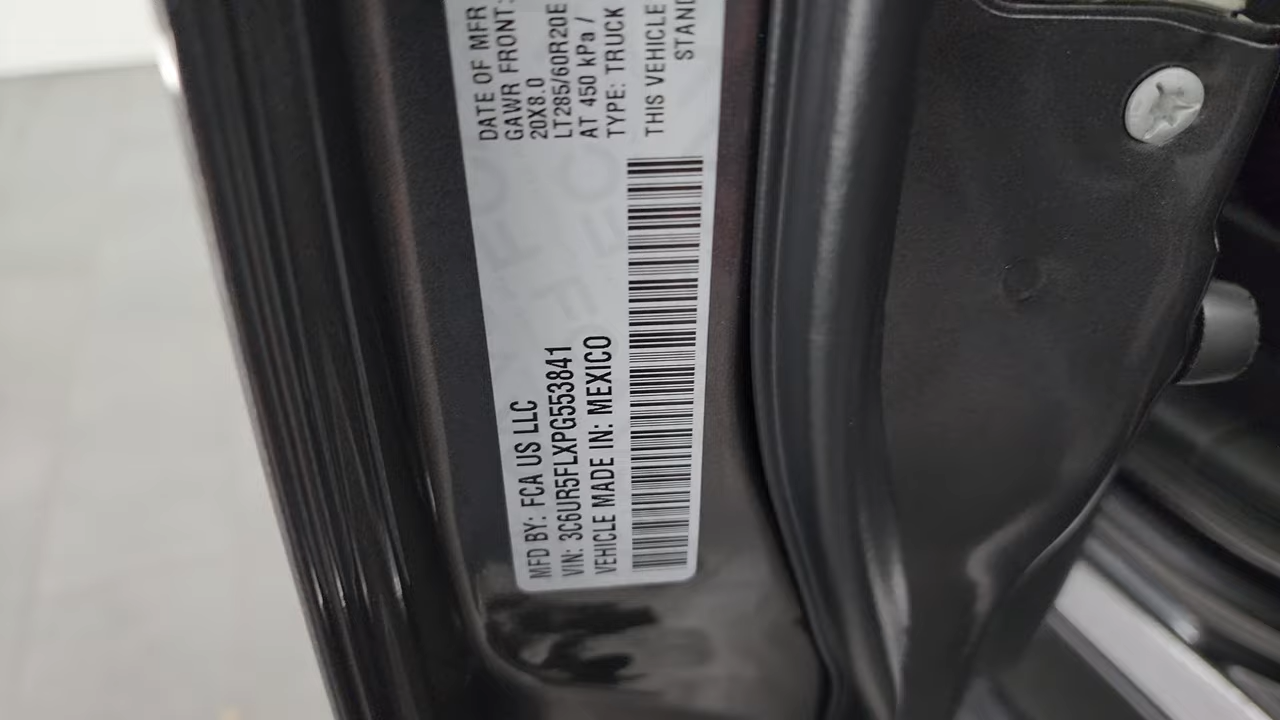 MFD BY: FCA US LLC
VIN: 3C6UR5FLXPG553841
VEHICLE MADE IN: MEXICO
DATE OF MFR
GAWR FRONT:
20X8.0
LT285/60R20E
AT 450 kPa /
TYPE: TRUCK
THIS VEHICLE
STAND